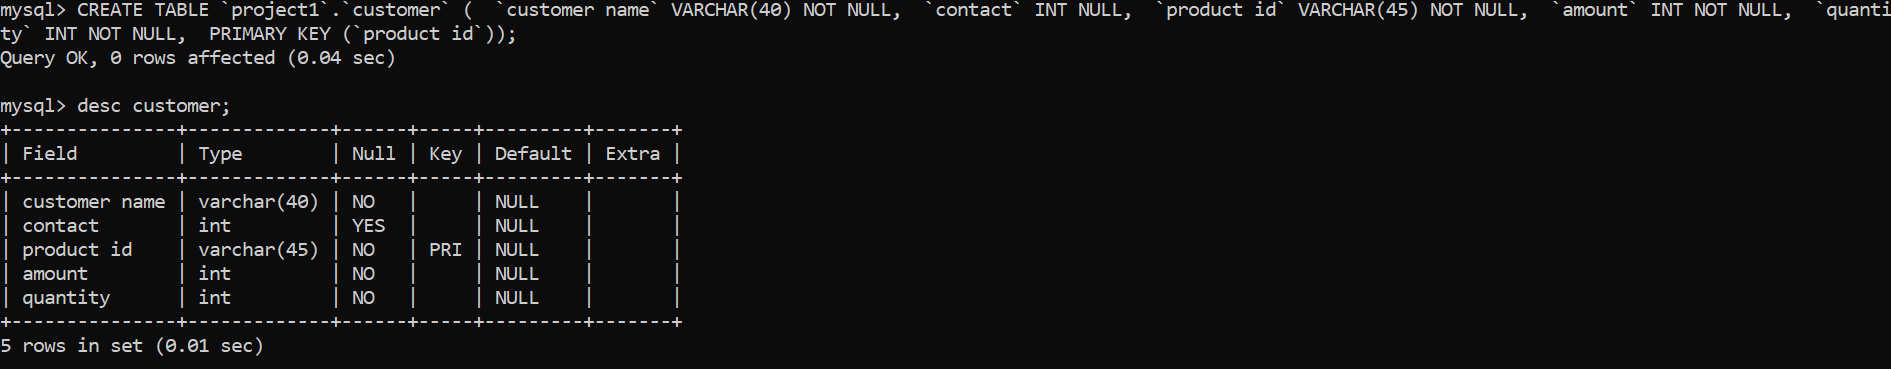 mysql> CREATE TABLE `project1`.`customer` (  `customer name` VARCHAR(40) NOT NULL,  `contact` INT NULL,  `product id` VARCHAR(45) NOT NULL,  `amount` INT NOT NULL,  `quanti
ty` INT NOT NULL,  PRIMARY KEY (`product id`));
Query OK, 0 rows affected (0.04 sec)

mysql> desc customer;
+---------------+-------------+------+-----+---------+-------+
| Field         | Type        | Null | Key | Default | Extra |
+---------------+-------------+------+-----+---------+-------+
| customer name | varchar(40) | NO   |     | NULL    |       |
| contact       | int         | YES  |     | NULL    |       |
| product id    | varchar(45) | NO   | PRI | NULL    |       |
| amount        | int         | NO   |     | NULL    |       |
| quantity      | int         | NO   |     | NULL    |       |
+---------------+-------------+------+-----+---------+-------+
5 rows in set (0.01 sec)